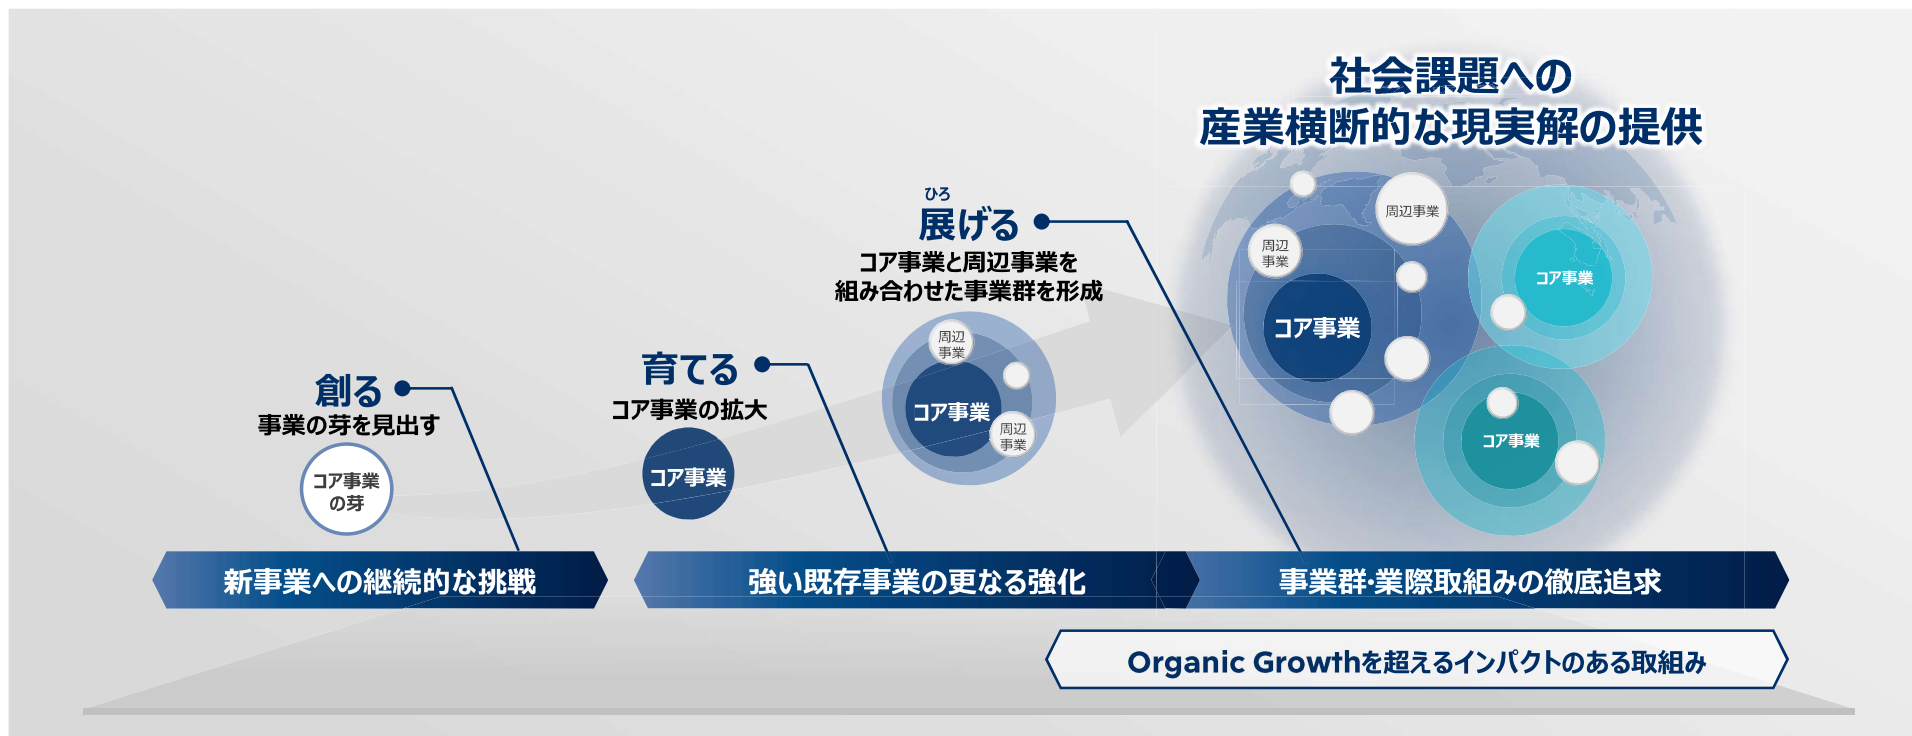 社会課題への
産業横断的な現実解の提供
ひろ
展げる
コア事業と周辺事業を
組み合わせた事業群を形成
育てる
コア事業の拡大
創る
事業の芽を見出す
コア事業
の芽
コア事業
周辺
事業
コア事業
周辺
事業
周辺事業
周辺
事業
コア事業
コア事業
コア事業
新事業への継続的な挑戦
強い既存事業の更なる強化
事業群・業際取組みの徹底追求
Organic Growthを超えるインパクトのある取組み